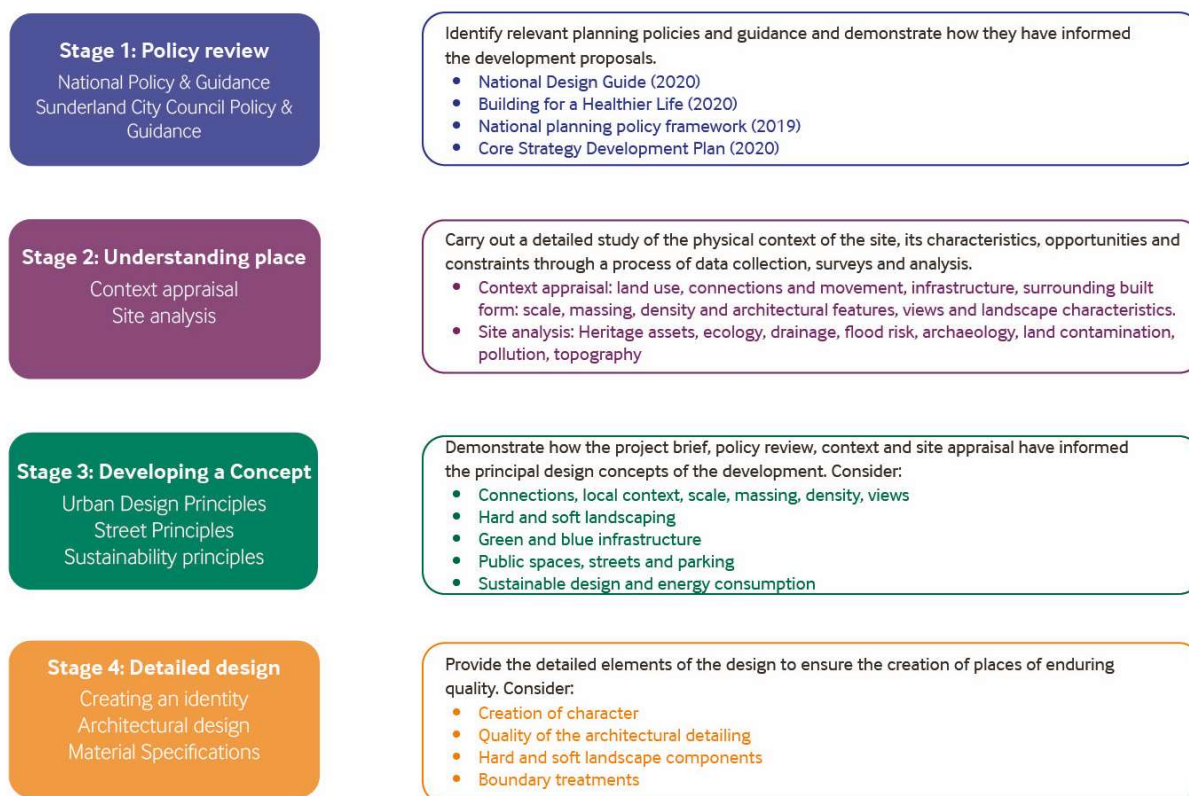 Stage 1: Policy review
National Policy & Guidance
Sunderland City Council Policy &
Guidance
Identify relevant planning policies and guidance and demonstrate how they have informed
the development proposals.
• National Design Guide (2020)
• Building for a Healthier Life (2020)
• National planning policy framework (2019)
• Core Strategy Development Plan (2020)
Stage 2: Understanding place
Context appraisal
Site analysis
Carry out a detailed study of the physical context of the site, its characteristics, opportunities and
constraints through a process of data collection, surveys and analysis.
• Context appraisal: land use, connections and movement, infrastructure, surrounding built
form: scale, massing, density and architectural features, views and landscape characteristics.
• Site analysis: Heritage assets, ecology, drainage, flood risk, archaeology, land contamination,
pollution, topography
Stage 3: Developing a Concept
Urban Design Principles
Street Principles
Sustainability principles
Demonstrate how the project brief, policy review, context and site appraisal have informed
the principal design concepts of the development. Consider:
• Connections, local context, scale, massing, density, views
• Hard and soft landscaping
• Green and blue infrastructure
• Public spaces, streets and parking
• Sustainable design and energy consumption
Stage 4: Detailed design
Creating an identity
Architectural design
Material Specifications
Provide the detailed elements of the design to ensure the creation of places of enduring
quality. Consider:
• Creation of character
• Quality of the architectural detailing
• Hard and soft landscape components
• Boundary treatments